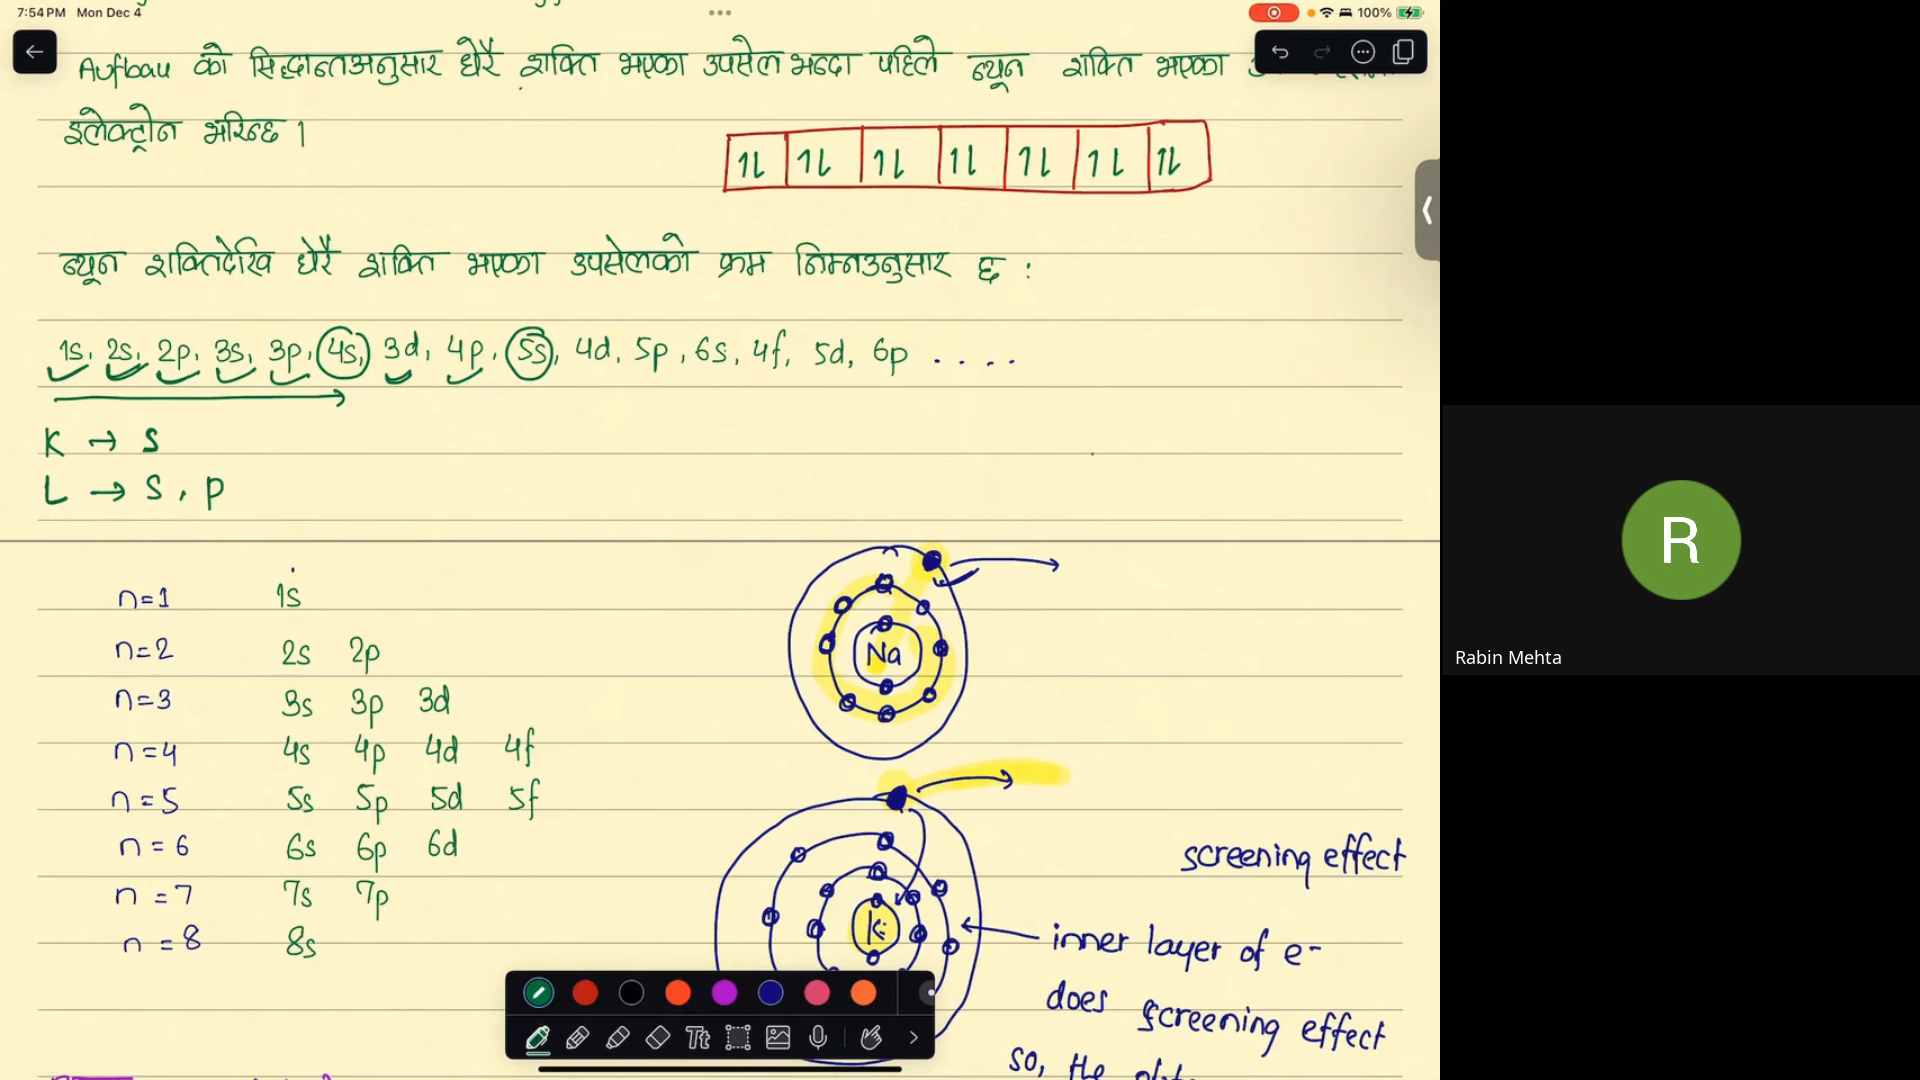 7:54 PM Mon Dec 4
100%
Aufbau को सिद्धान्तअनुसार धेरै शक्ति भएका उपसेल भन्दा पहिले न्यून शक्ति भएका
इलेक्ट्रोन भरिन्छ ।
1l 1l 1l 1l 1l 1l 1l
न्यून शक्तिदेखि धेरै शक्ति भएका उपसेलको क्रम निम्नअनुसार छ :
1s, 2s, 2p, 3s, 3p, 4s, 3d, 4p, 5s, 4d, 5p, 6s, 4f, 5d, 6p . . . .
K → s
L → s, p
n=1 1s
n=2 2s 2p
n=3 3s 3p 3d
n=4 4s 4p 4d 4f
n=5 5s 5p 5d 5f
n=6 6s 6p 6d
n=7 7s 7p
n=8 8s
Na
K
screening effect
inner layer of e-
does screening effect
so, the
Tt
R
Rabin Mehta